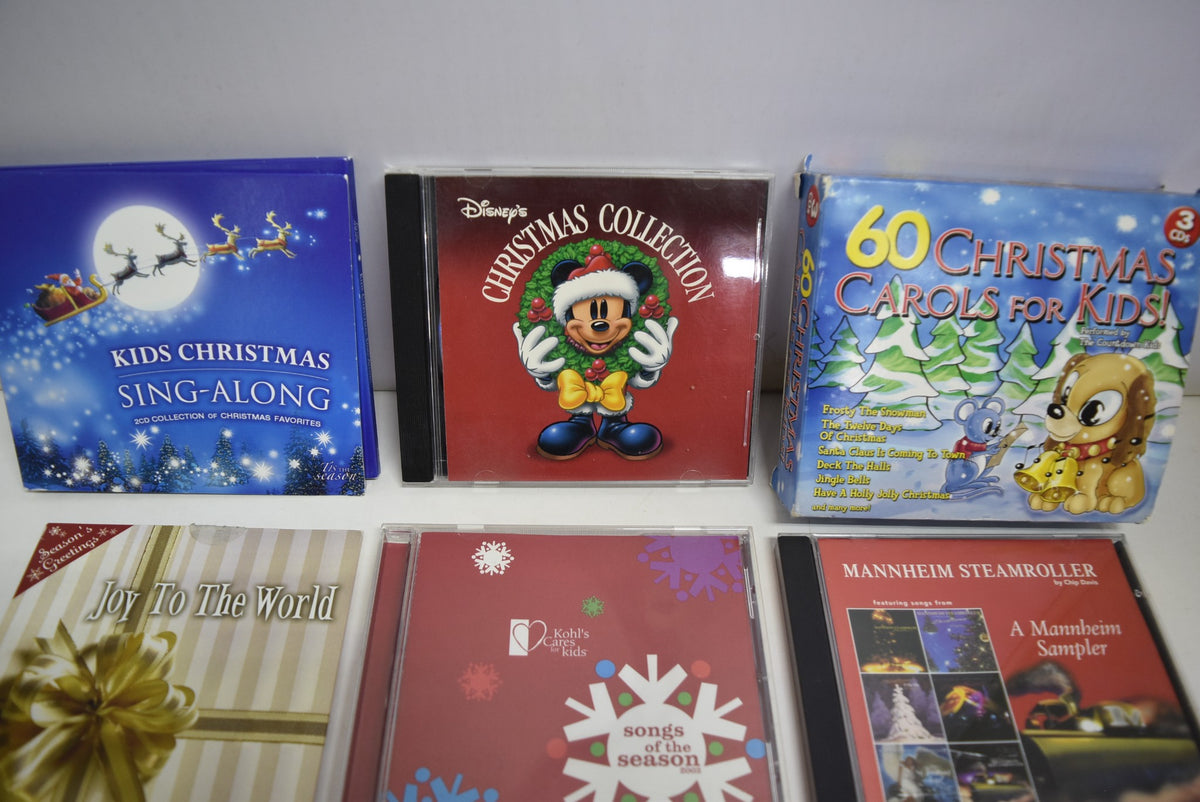 KIDS CHRISTMAS
SING-ALONG
2CD COLLECTION OF CHRISTMAS FAVORITES
'Tis THE
season
Disney's
CHRISTMAS COLLECTION
60 CHRISTMAS
60 CHRISTMAS
CAROLS FOR KIDS!
3
CDs
Performed by
The Countdown Kids
Frosty The Snowman
The Twelve Days
Of Christmas
Santa Claus Is Coming To Town
Deck The Halls
Jingle Bells
Have A Holly Jolly Christmas
and many more!
Season's
Greetings
Joy To The World
Kohl's
Cares
for
kids
songs
of the
season
MANNHEIM STEAMROLLER
by Chip Davis
featuring songs from
A Mannheim
Sampler